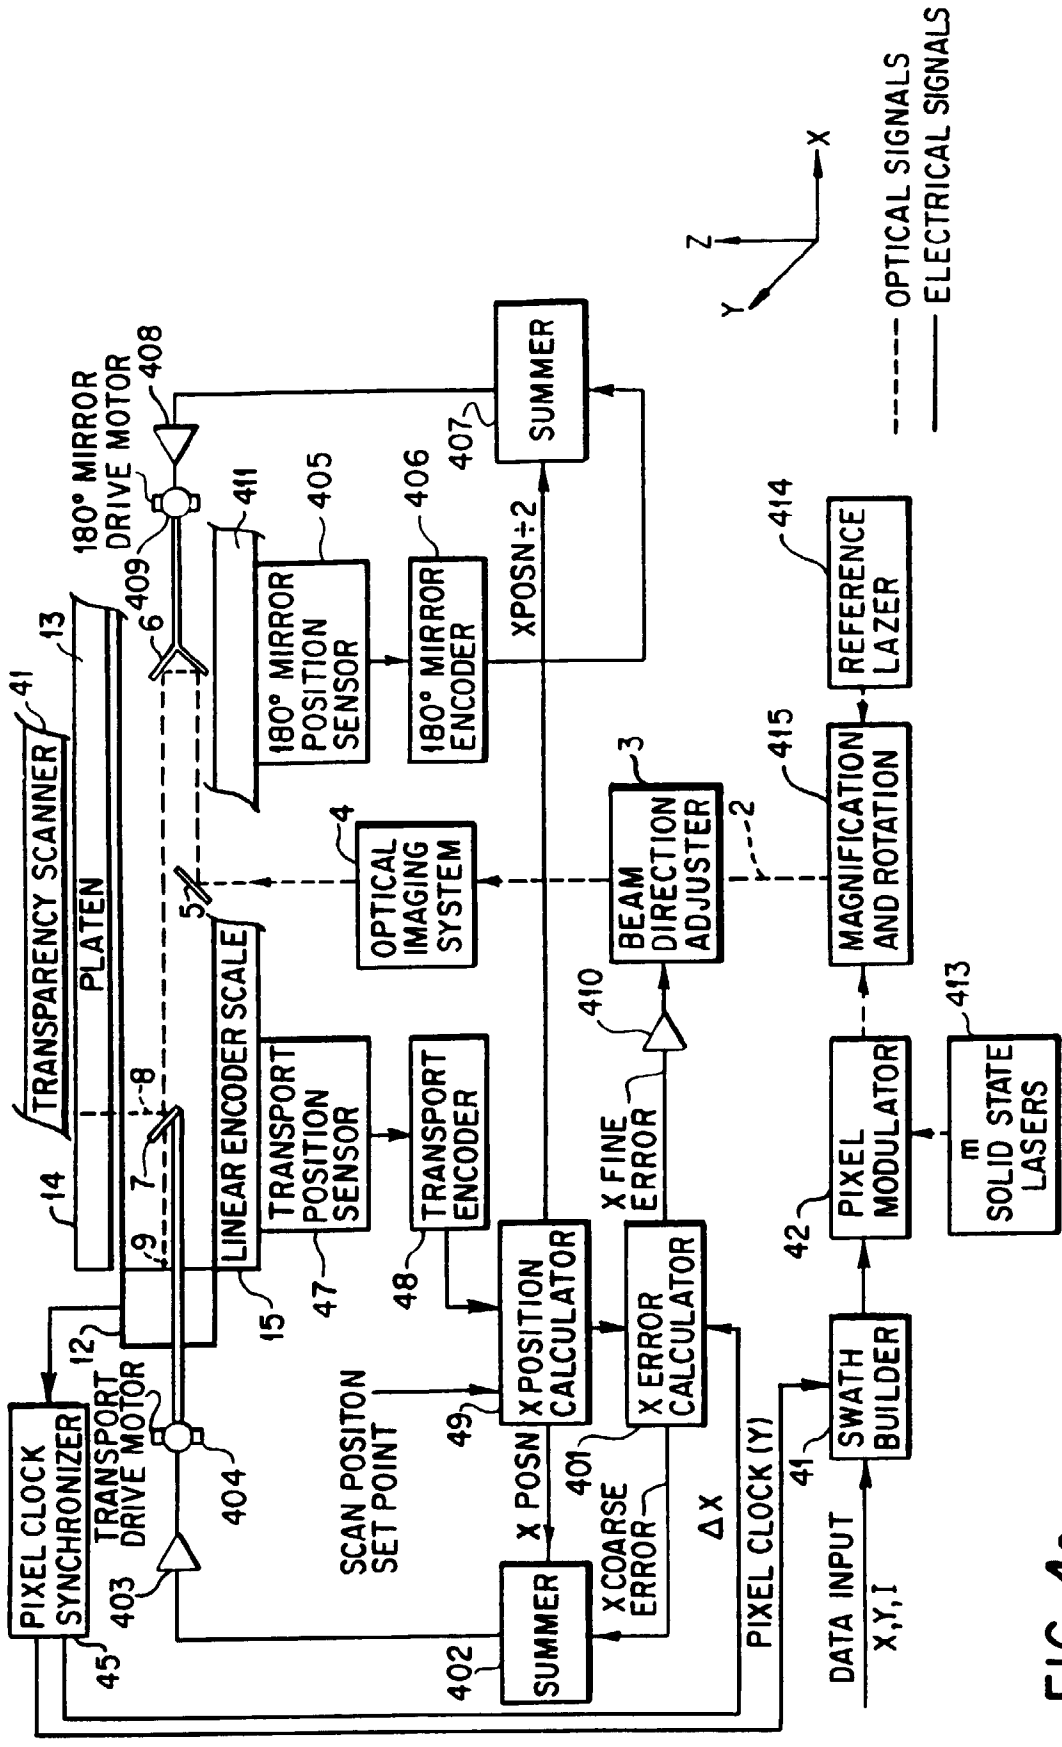 PIXEL CLOCK
SYNCHRONIZER
45
TRANSPORT
DRIVE MOTOR
12
403
404
14
TRANSPARENCY SCANNER
41
13
PLATEN
9
7
8
6
5
LINEAR ENCODER SCALE
15
TRANSPORT
POSITION
SENSOR
47
TRANSPORT
ENCODER
48
180° MIRROR
DRIVE MOTOR
408
409
411
180° MIRROR
POSITION
SENSOR
405
180° MIRROR
ENCODER
406
SUMMER
407
XPOSN÷2
OPTICAL
IMAGING
SYSTEM
4
SCAN POSITON
SET POINT
X POSITION
CALCULATOR
49
X POSN
SUMMER
402
X ERROR
CALCULATOR
401
X COARSE
ERROR
X FINE
ERROR
410
BEAM
DIRECTION
ADJUSTER
3
2
ΔX
PIXEL CLOCK (Y)
DATA INPUT
X,Y,I
SWATH
BUILDER
41
PIXEL
MODULATOR
42
m
SOLID STATE
LASERS
413
MAGNIFICATION
AND ROTATION
415
REFERENCE
LAZER
414
Z
Y
X
OPTICAL SIGNALS
ELECTRICAL SIGNALS